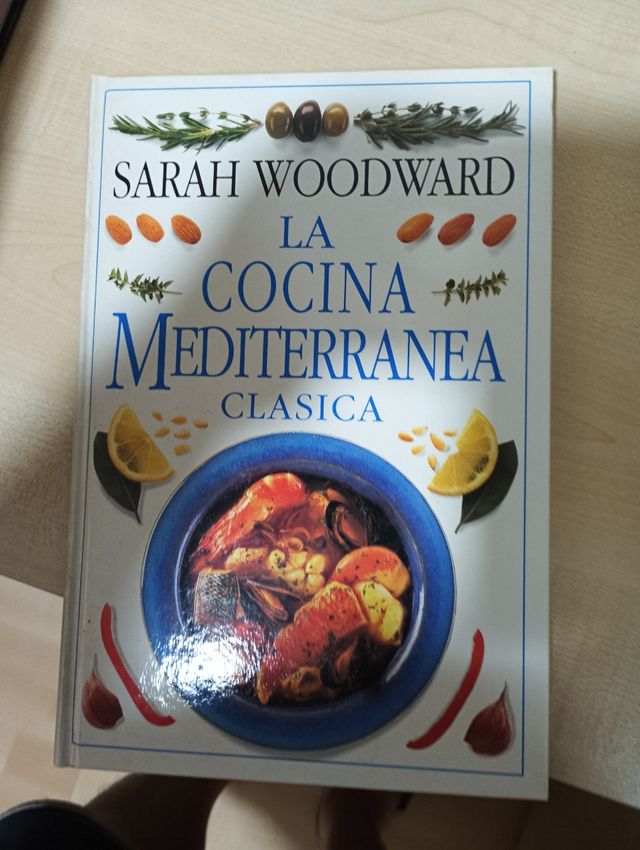 SARAH WOODWARD
LA
COCINA
MEDITERRANEA
CLASICA